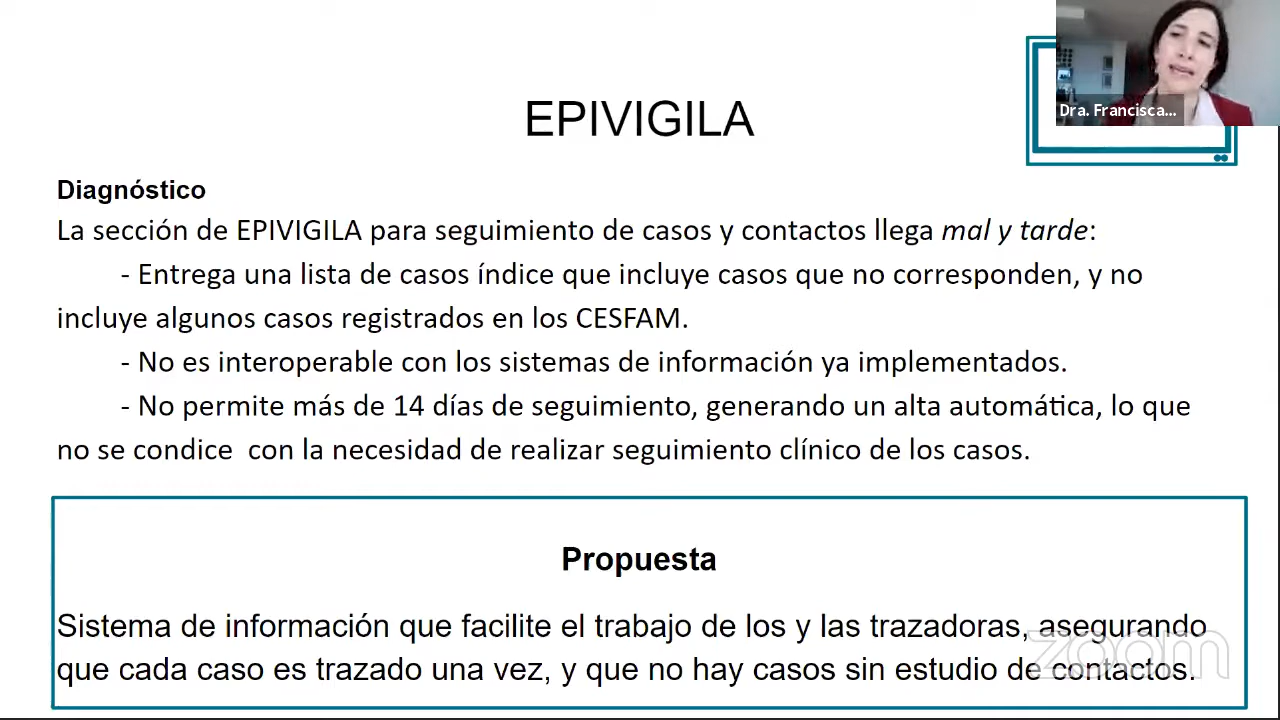 Dra. Francisca...
EPIVIGILA
Diagnóstico
La sección de EPIVIGILA para seguimiento de casos y contactos llega mal y tarde:
- Entrega una lista de casos índice que incluye casos que no corresponden, y no
incluye algunos casos registrados en los CESFAM.
- No es interoperable con los sistemas de información ya implementados.
- No permite más de 14 días de seguimiento, generando un alta automática, lo que
no se condice  con la necesidad de realizar seguimiento clínico de los casos.
Propuesta
Sistema de información que facilite el trabajo de los y las trazadoras, asegurando
que cada caso es trazado una vez, y que no hay casos sin estudio de contactos.
zoom